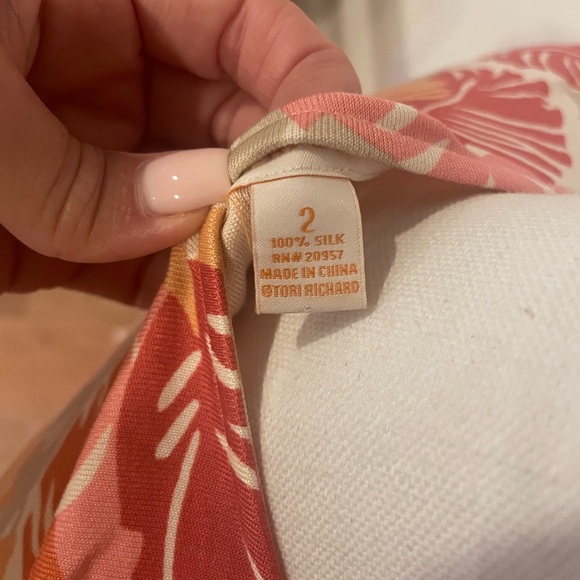 2
100% SILK
RN# 20957
MADE IN CHINA
©TORI RICHARD